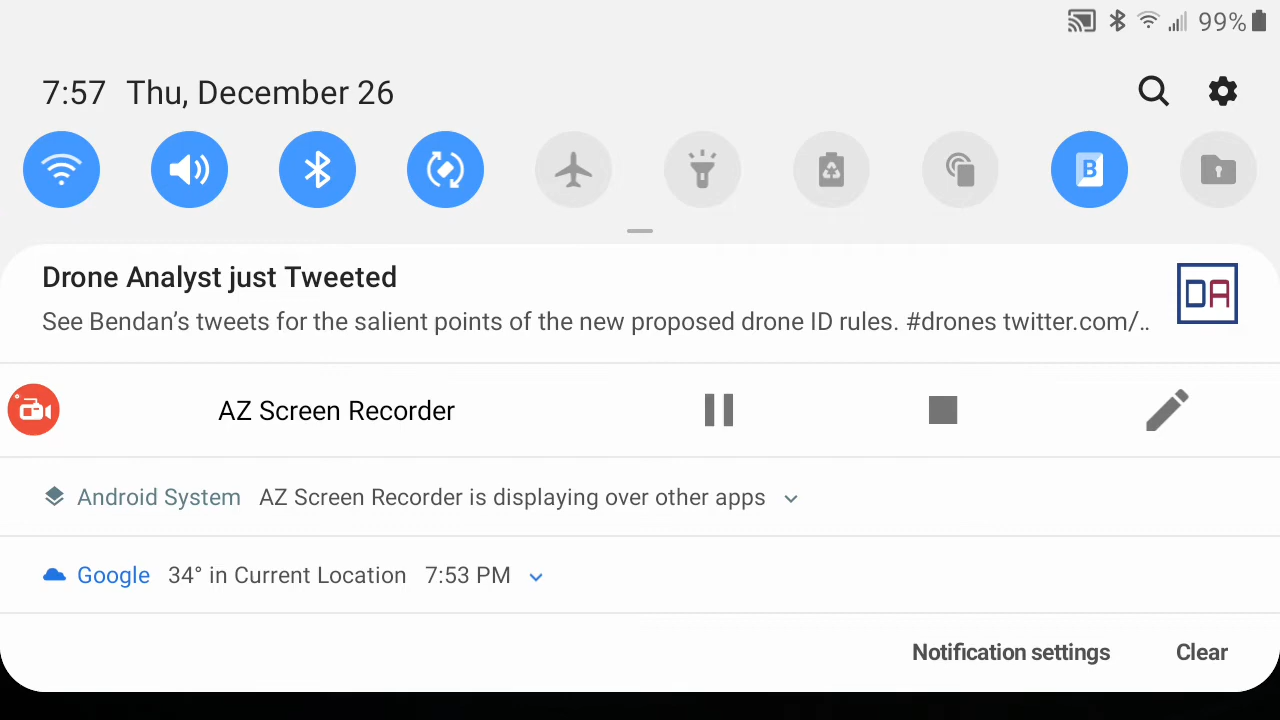 99%
7:57 Thu, December 26
B
Drone Analyst just Tweeted
See Bendan’s tweets for the salient points of the new proposed drone ID rules. #drones twitter.com/..
DA
AZ Screen Recorder
Android System AZ Screen Recorder is displaying over other apps
Google 34° in Current Location 7:53 PM
Notification settings Clear